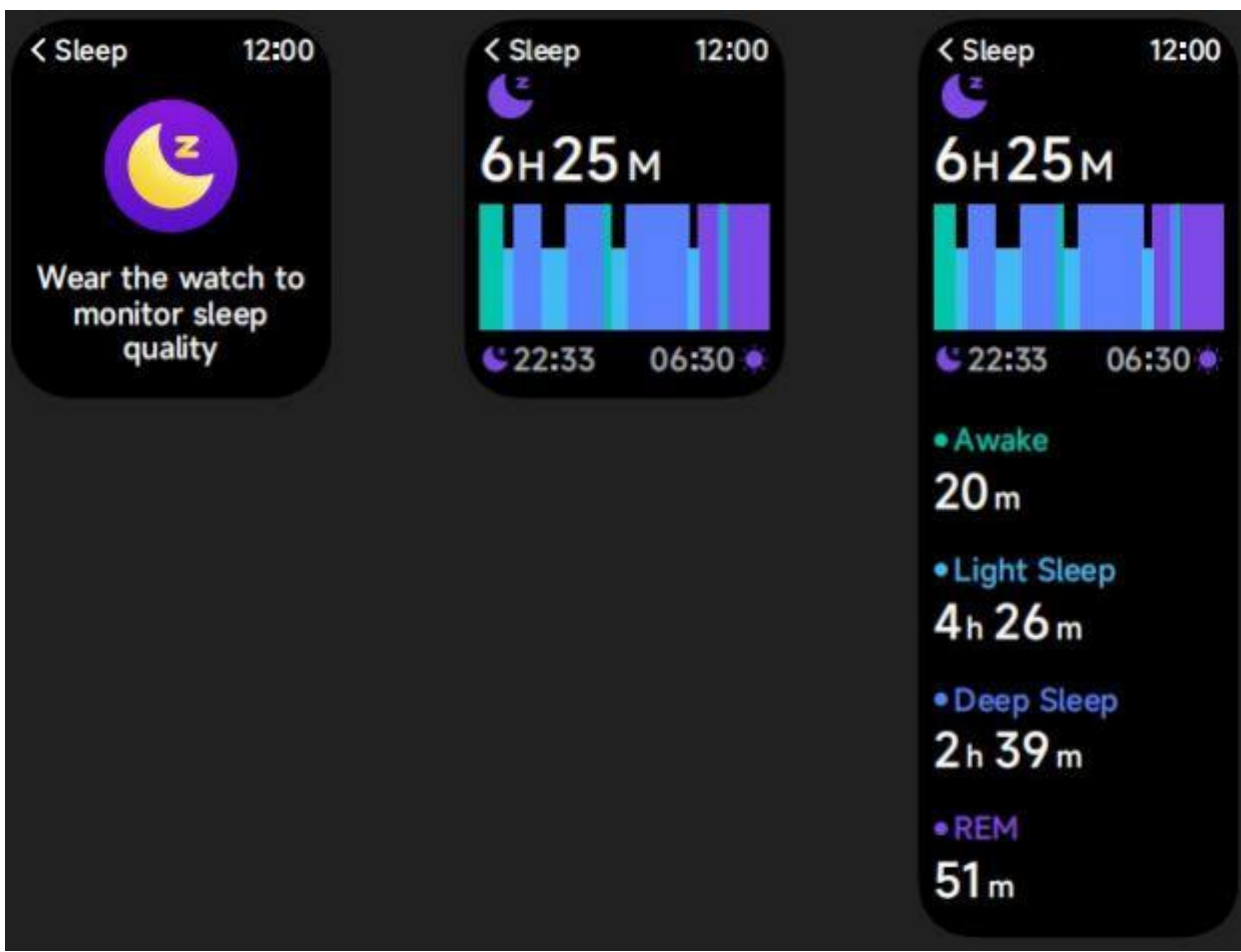 < Sleep 12:00
Wear the watch to
monitor sleep
quality
< Sleep 12:00
z
6H25M
22:33 06:30
< Sleep 12:00
z
6H25M
22:33 06:30
Awake
20m
Light Sleep
4h 26m
Deep Sleep
2h 39m
REM
51m